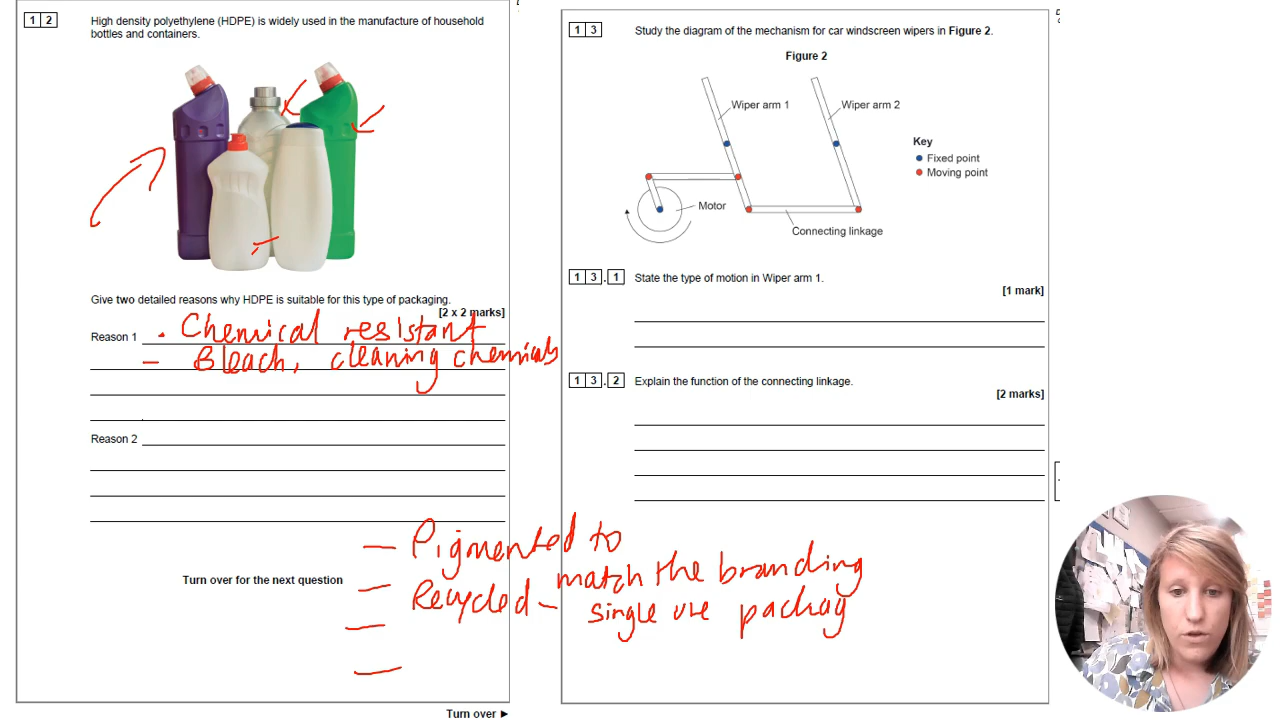 1 2
High density polyethylene (HDPE) is widely used in the manufacture of household
bottles and containers.
Give two detailed reasons why HDPE is suitable for this type of packaging.
[2 x 2 marks]
Reason 1 • Chemical resistant
– Bleach, cleaning chemicals
Reason 2
– Pigmented to
match the branding
– Recycled – single use packag
Turn over for the next question
Turn over ►
1 3
Study the diagram of the mechanism for car windscreen wipers in Figure 2.
Figure 2
Wiper arm 1
Wiper arm 2
Key
Fixed point
Moving point
Motor
Connecting linkage
1 3 . 1
State the type of motion in Wiper arm 1.
[1 mark]
1 3 . 2
Explain the function of the connecting linkage.
[2 marks]